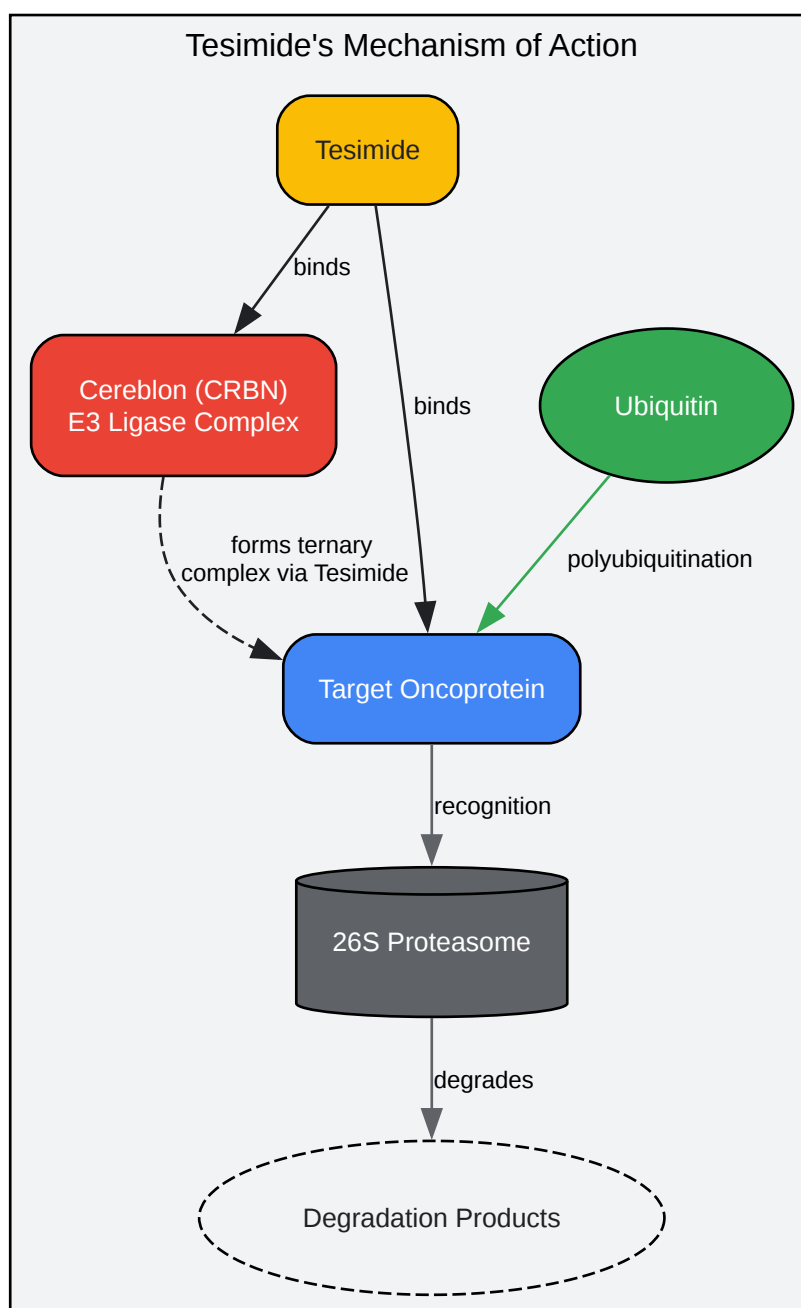 Tesimide's Mechanism of Action
Tesimide
binds
Cereblon (CRBN)
E3 Ligase Complex
binds
Ubiquitin
forms ternary
complex via Tesimide
polyubiquitination
Target Oncoprotein
recognition
26S Proteasome
degrades
Degradation Products